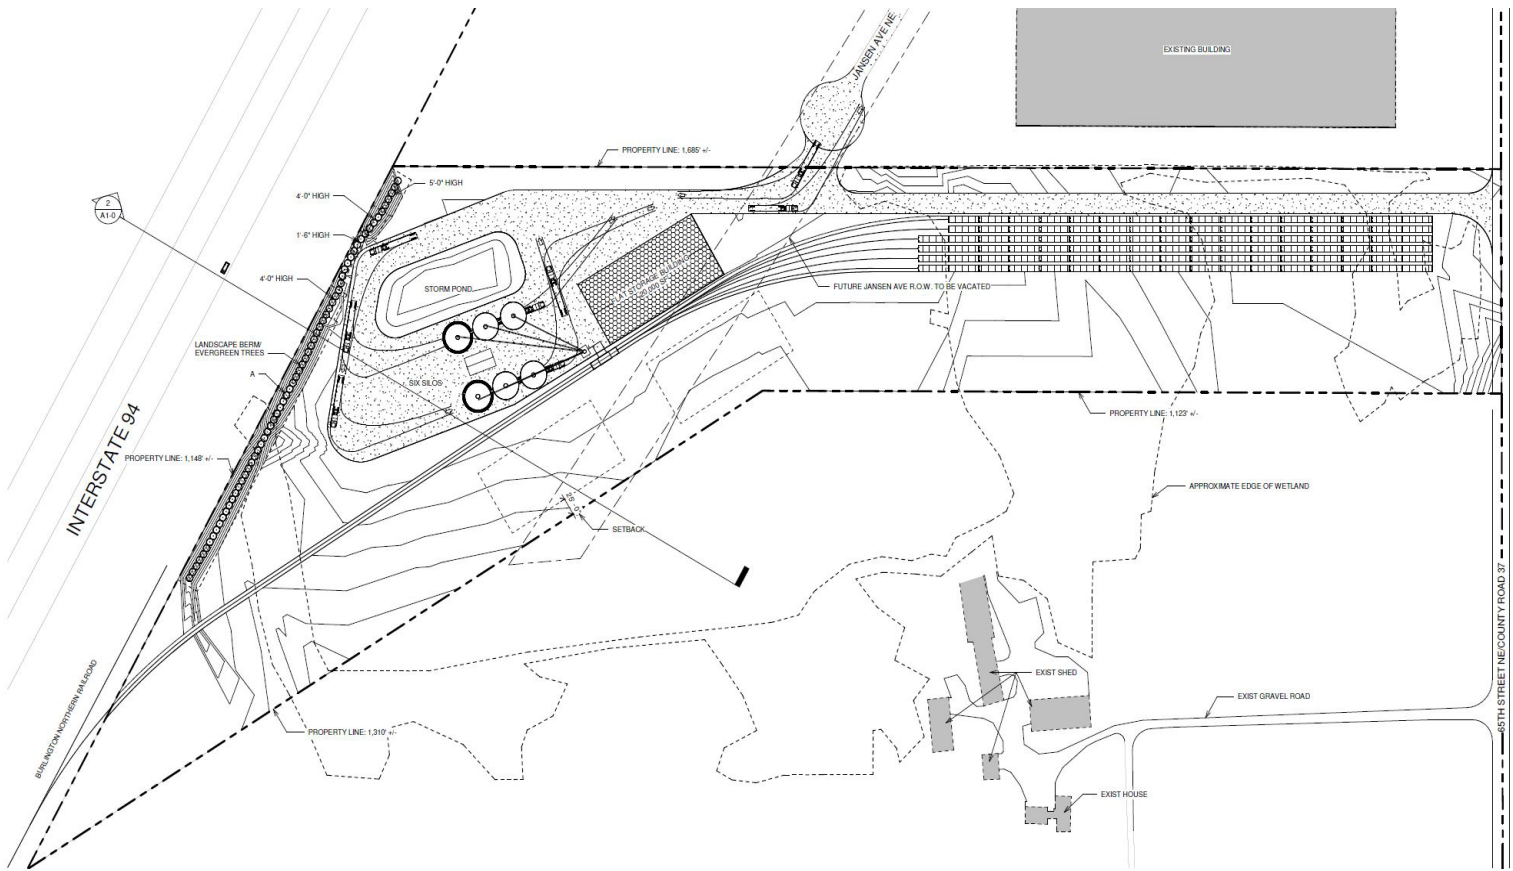 JANSEN AVE NE
EXISTING BUILDING
PROPERTY LINE: 1,685' +/-
5'-0" HIGH
4'-0" HIGH
2
A1-0
1'-6" HIGH
4'-0" HIGH
STORM POND
FLAT STORAGE BUILDING
FUTURE JANSEN AVE R.O.W. TO BE VACATED
LANDSCAPE BERM/
EVERGREEN TREES
A
SIX SILOS
INTERSTATE 94
PROPERTY LINE: 1,123' +/-
PROPERTY LINE: 1,148' +/-
APPROXIMATE EDGE OF WETLAND
SETBACK
65TH STREET NE/COUNTY ROAD 37
BURLINGTON NORTHERN RAILROAD
EXIST SHED
EXIST GRAVEL ROAD
PROPERTY LINE: 1,310' +/-
EXIST HOUSE